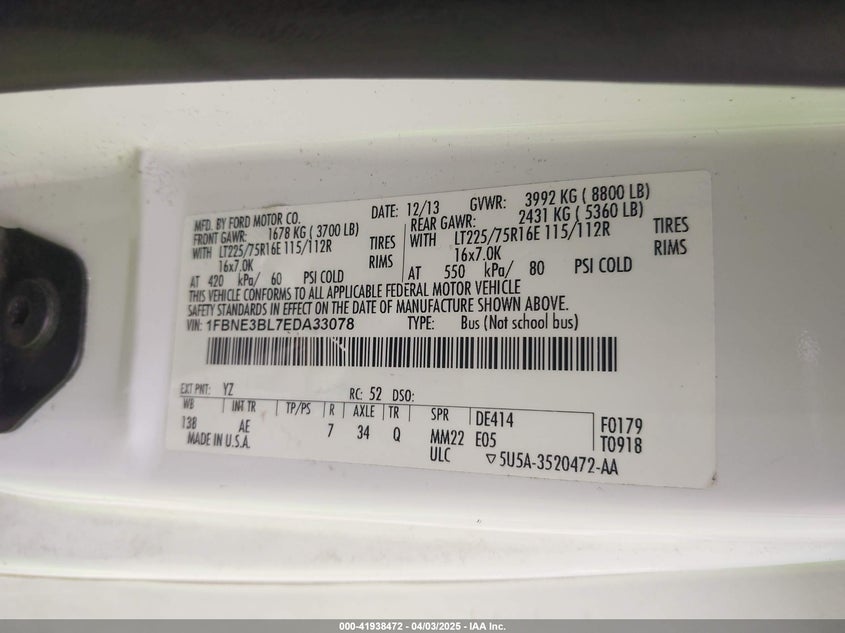 MFD. BY FORD MOTOR CO.
DATE: 12/13 GVWR: 3992 KG ( 8800 LB)
FRONT GAWR: 1678 KG ( 3700 LB)
REAR GAWR: 2431 KG ( 5360 LB)
WITH LT225/75R16E 115/112R TIRES
16x7.0K RIMS
AT 420 kPa/ 60 PSI COLD
WITH LT225/75R16E 115/112R TIRES
16x7.0K RIMS
AT 550 kPa/ 80 PSI COLD
THIS VEHICLE CONFORMS TO ALL APPLICABLE FEDERAL MOTOR VEHICLE
SAFETY STANDARDS IN EFFECT ON THE DATE OF MANUFACTURE SHOWN ABOVE.
VIN: 1FBNE3BL7EDA33078 TYPE: Bus (Not school bus)
EXT PNT: YZ RC: 52 DSO:
WB INT TR TP/PS R AXLE TR SPR DE414 F0179
138 AE 7 34 Q MM22 E05 T0918
MADE IN U.S.A. ULC ▽5U5A-3520472-AA
000-41938472 - 04/03/2025 - IAA Inc.